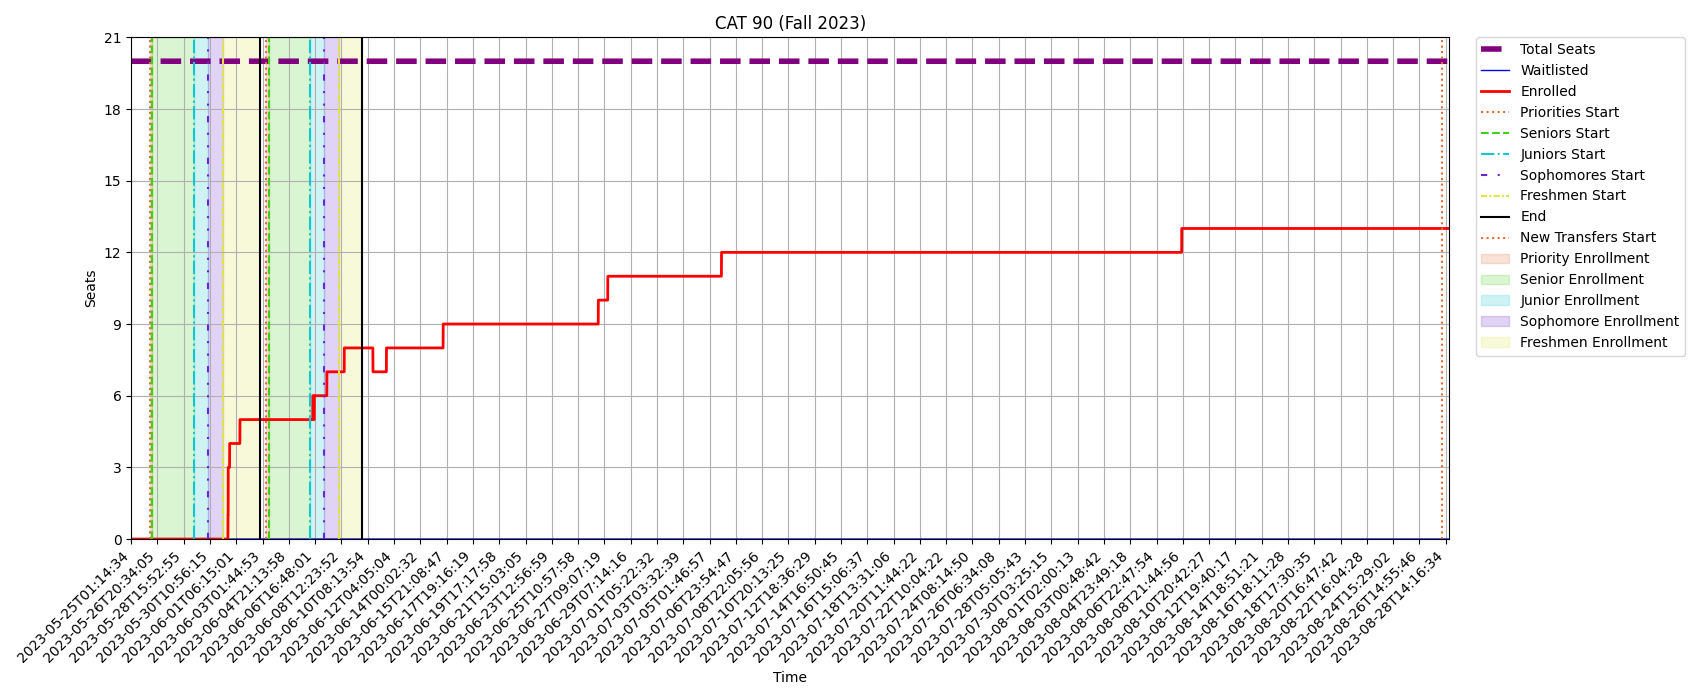 CAT 90 (Fall 2023)
21
18
15
12
9
6
3
0
Seats
2023-05-25T01:14:34
2023-05-26T20:34:05
2023-05-28T15:52:55
2023-05-30T10:56:15
2023-06-01T06:15:01
2023-06-03T01:44:53
2023-06-04T21:13:58
2023-06-06T16:48:01
2023-06-08T12:23:52
2023-06-10T08:13:54
2023-06-12T04:05:04
2023-06-14T00:02:32
2023-06-15T21:08:47
2023-06-17T19:16:19
2023-06-19T17:17:58
2023-06-21T15:03:05
2023-06-23T12:56:59
2023-06-25T10:57:58
2023-06-27T09:07:19
2023-06-29T07:14:16
2023-07-01T05:22:32
2023-07-03T03:32:39
2023-07-05T01:46:57
2023-07-06T23:54:47
2023-07-08T22:05:56
2023-07-10T20:13:25
2023-07-12T18:36:29
2023-07-14T16:50:45
2023-07-16T15:06:37
2023-07-18T13:31:06
2023-07-20T11:44:22
2023-07-22T10:04:22
2023-07-24T08:14:50
2023-07-26T06:34:08
2023-07-28T05:05:43
2023-07-30T03:25:15
2023-08-01T02:00:13
2023-08-03T00:48:42
2023-08-04T23:49:18
2023-08-06T22:47:54
2023-08-08T21:44:56
2023-08-10T20:42:27
2023-08-12T19:40:17
2023-08-14T18:51:21
2023-08-16T18:11:28
2023-08-18T17:30:35
2023-08-20T16:47:42
2023-08-22T16:04:28
2023-08-24T15:29:02
2023-08-26T14:55:46
2023-08-28T14:16:34
Time
Total Seats
Waitlisted
Enrolled
Priorities Start
Seniors Start
Juniors Start
Sophomores Start
Freshmen Start
End
New Transfers Start
Priority Enrollment
Senior Enrollment
Junior Enrollment
Sophomore Enrollment
Freshmen Enrollment